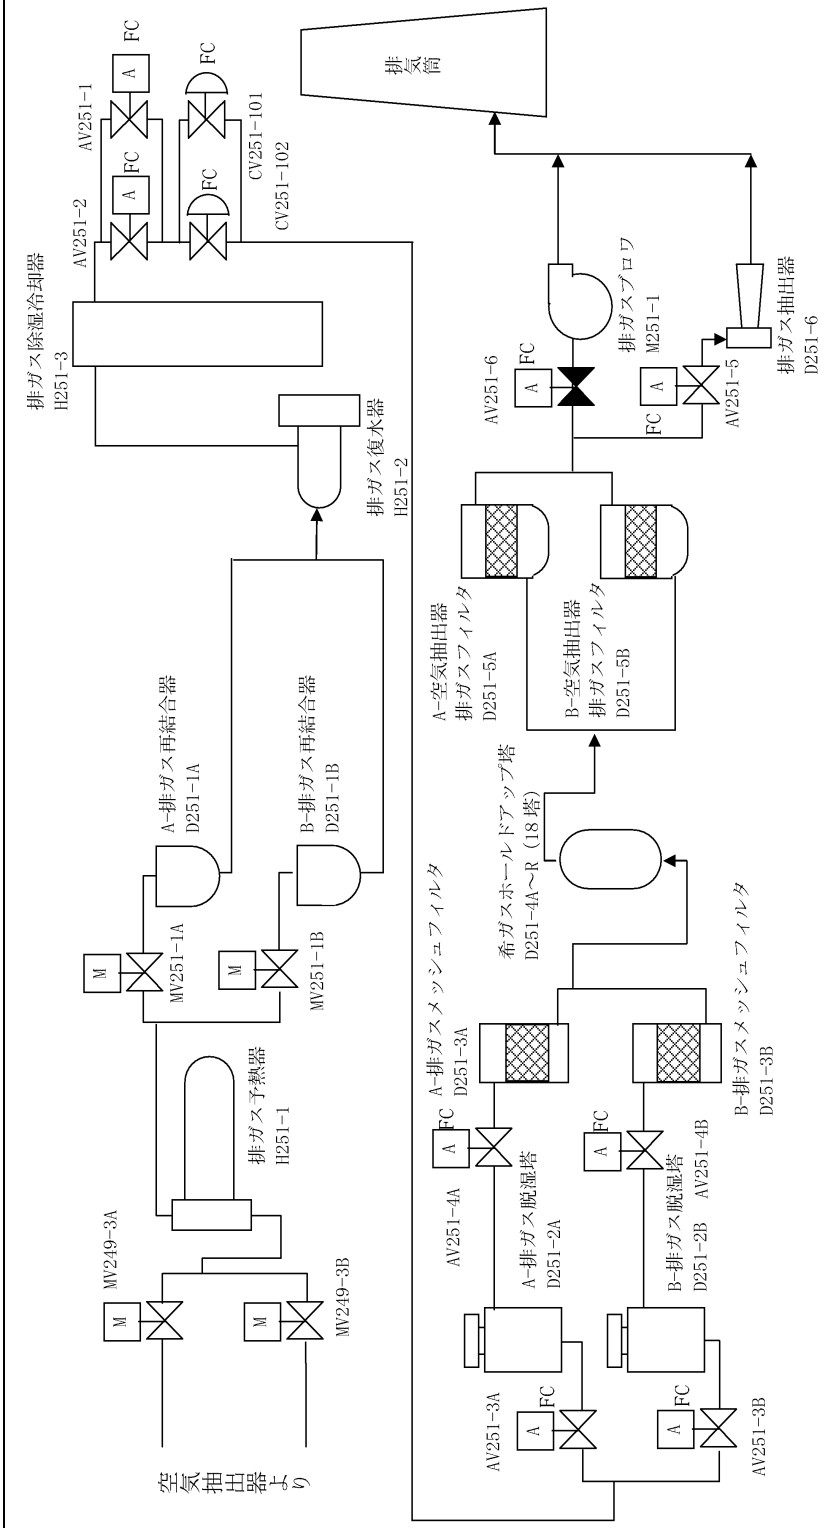 空気抽出器より
MV249-3A
M
M
MV249-3B
排ガス予熱器
H251-1
M
MV251-1A
M
MV251-1B
A-排ガス再結合器
D251-1A
B-排ガス再結合器
D251-1B
排ガス復水器
H251-2
排ガス除湿冷却器
H251-3
AV251-2
A
FC
AV251-1
A
FC
FC
CV251-102
FC
CV251-101
AV251-3A
A
FC
A
FC
AV251-3B
A-排ガス脱湿塔
D251-2A
B-排ガス脱湿塔
D251-2B
AV251-4A
A
FC
A
FC
AV251-4B
A-排ガスメッシュフィルタ
D251-3A
B-排ガスメッシュフィルタ
D251-3B
希ガスホールドアップ塔
D251-4A~R (18塔)
A-空気抽出器
排ガスフィルタ
D251-5A
B-空気抽出器
排ガスフィルタ
D251-5B
AV251-6
A
FC
FC
A
AV251-5
排ガスブロワ
M251-1
排ガス抽出器
D251-6
排気筒